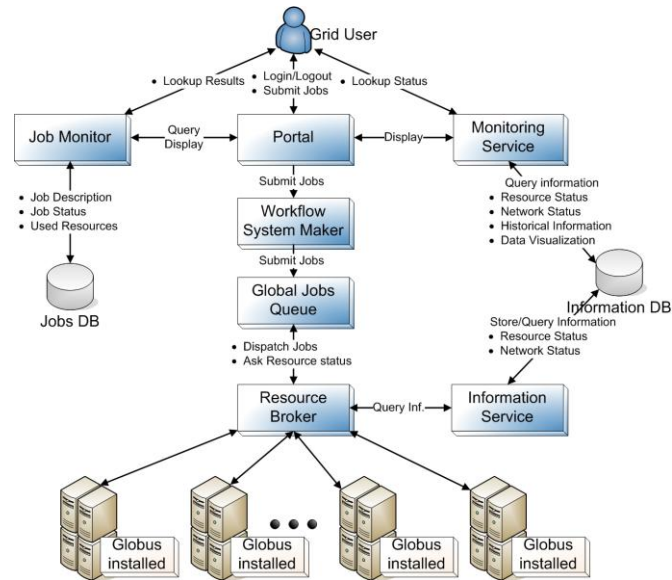 Grid User
• Lookup Results
• Login/Logout
• Submit Jobs
• Lookup Status
Job Monitor
Query
Display
Portal
Display
Monitoring
Service
Submit Jobs
• Job Description
• Job Status
• Used Resources
Workflow
System Maker
Query information
• Resource Status
• Network Status
• Historical Information
• Data Visualization
Submit Jobs
Jobs DB
Global Jobs
Queue
Information DB
• Dispatch Jobs
• Ask Resource status
Store/Query Information
• Resource Status
• Network Status
Resource
Broker
Query Inf.
Information
Service
Globus
installed
Globus
installed
Globus
installed
Globus
installed